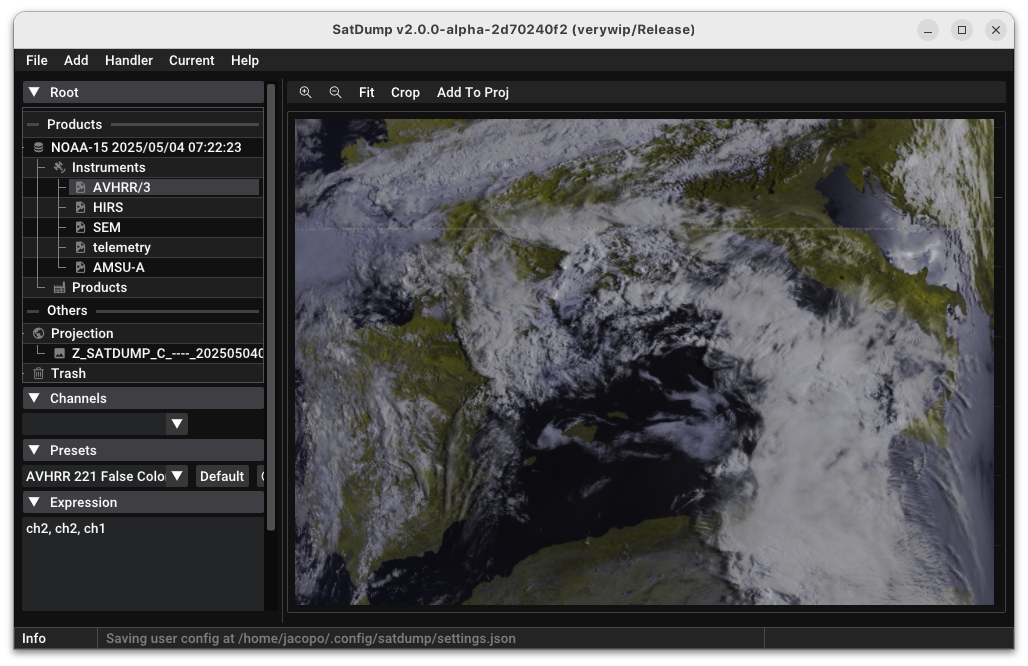 SatDump v2.0.0-alpha-2d70240f2 (verywip/Release)
File Add Handler Current Help
Root
Fit Crop Add To Proj
Products
NOAA-15 2025/05/04 07:22:23
Instruments
AVHRR/3
HIRS
SEM
telemetry
AMSU-A
Products
Others
Projection
Z_SATDUMP_C_----_202505040
Trash
Channels
Presets
AVHRR 221 False Color Default
Expression
ch2, ch2, ch1
Info Saving user config at /home/jacopo/.config/satdump/settings.json